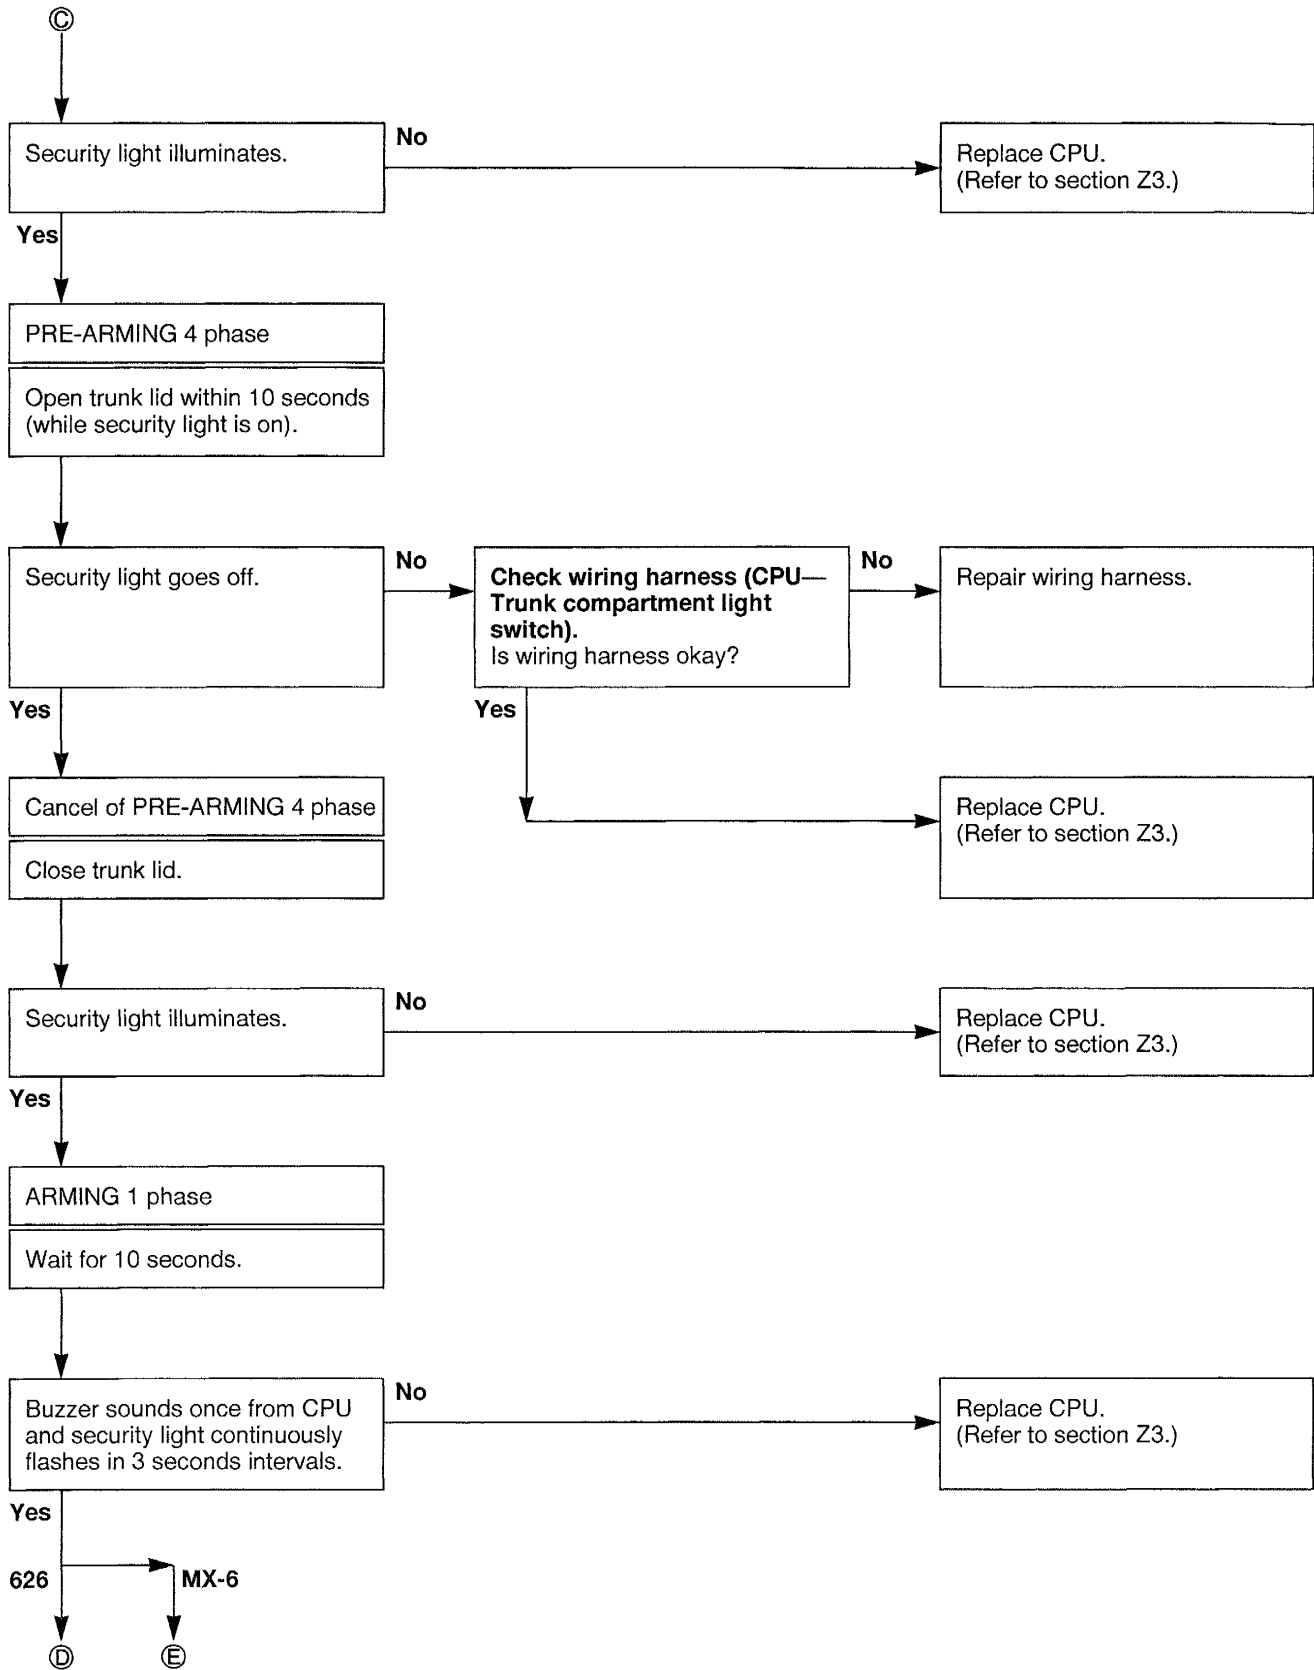 C
Security light illuminates.
No
Replace CPU.
(Refer to section Z3.)
Yes
PRE-ARMING 4 phase
Open trunk lid within 10 seconds
(while security light is on).
Security light goes off.
No
Check wiring harness (CPU—
Trunk compartment light
switch).
Is wiring harness okay?
No
Repair wiring harness.
Yes
Yes
Cancel of PRE-ARMING 4 phase
Close trunk lid.
Replace CPU.
(Refer to section Z3.)
Security light illuminates.
No
Replace CPU.
(Refer to section Z3.)
Yes
ARMING 1 phase
Wait for 10 seconds.
Buzzer sounds once from CPU
and security light continuously
flashes in 3 seconds intervals.
No
Replace CPU.
(Refer to section Z3.)
Yes
626
MX-6
D
E